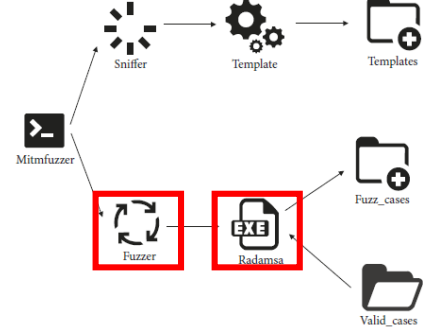 Sniffer
Template
Templates
Mitmfuzzer
Fuzz_cases
EXE
Fuzzer
Radamsa
Valid_cases